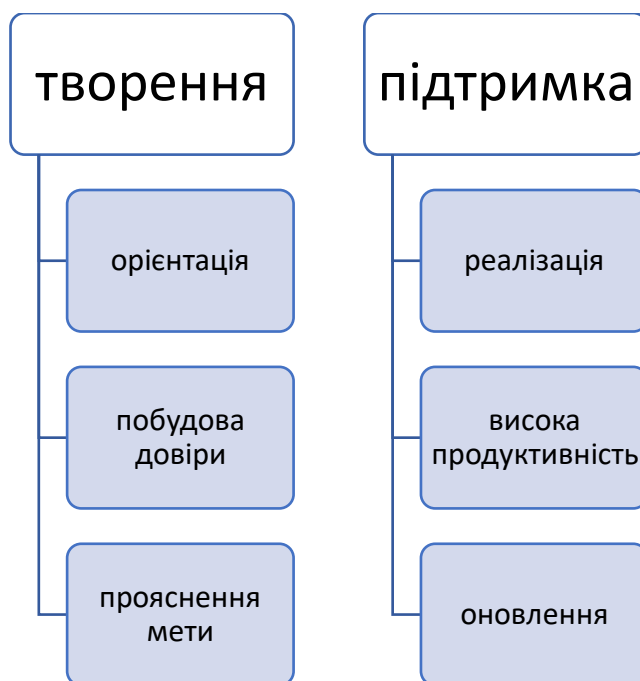 творення
орієнтація
побудова
довіри
прояснення
мети
підтримка
реалізація
висока
продуктивність
оновлення